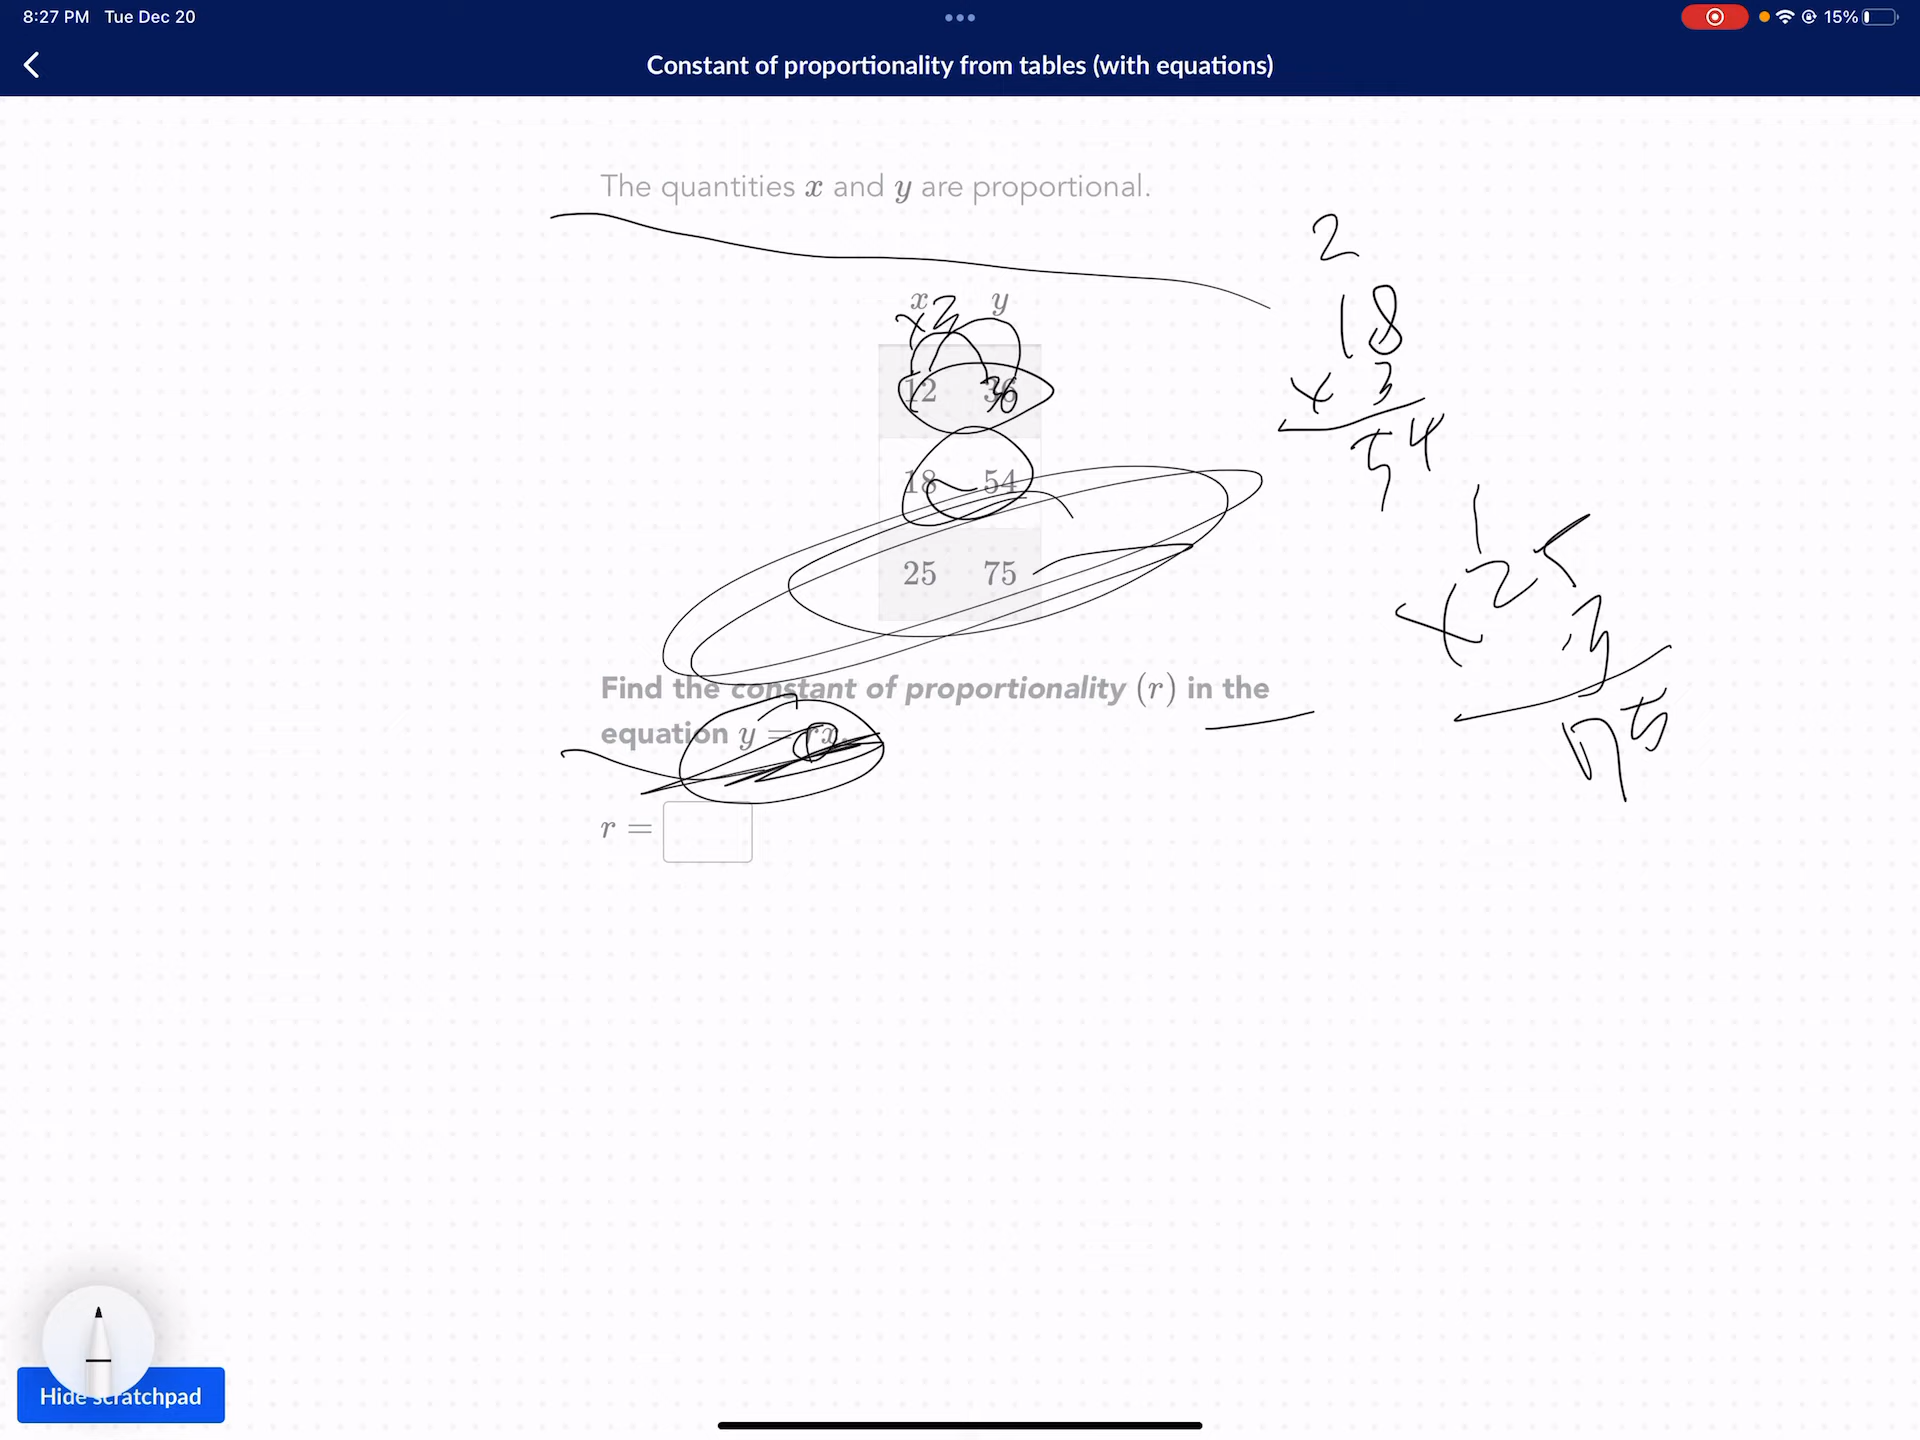 8:27 PM Tue Dec 20
15%
Constant of proportionality from tables (with equations)
The quantities x and y are proportional.
x y
x3
12 36
36
18 54
25 75
Find the constant of proportionality (r) in the
equation y = rx.
r =
2
18
x 3
54
1
25
x 3
75
Hide scratchpad